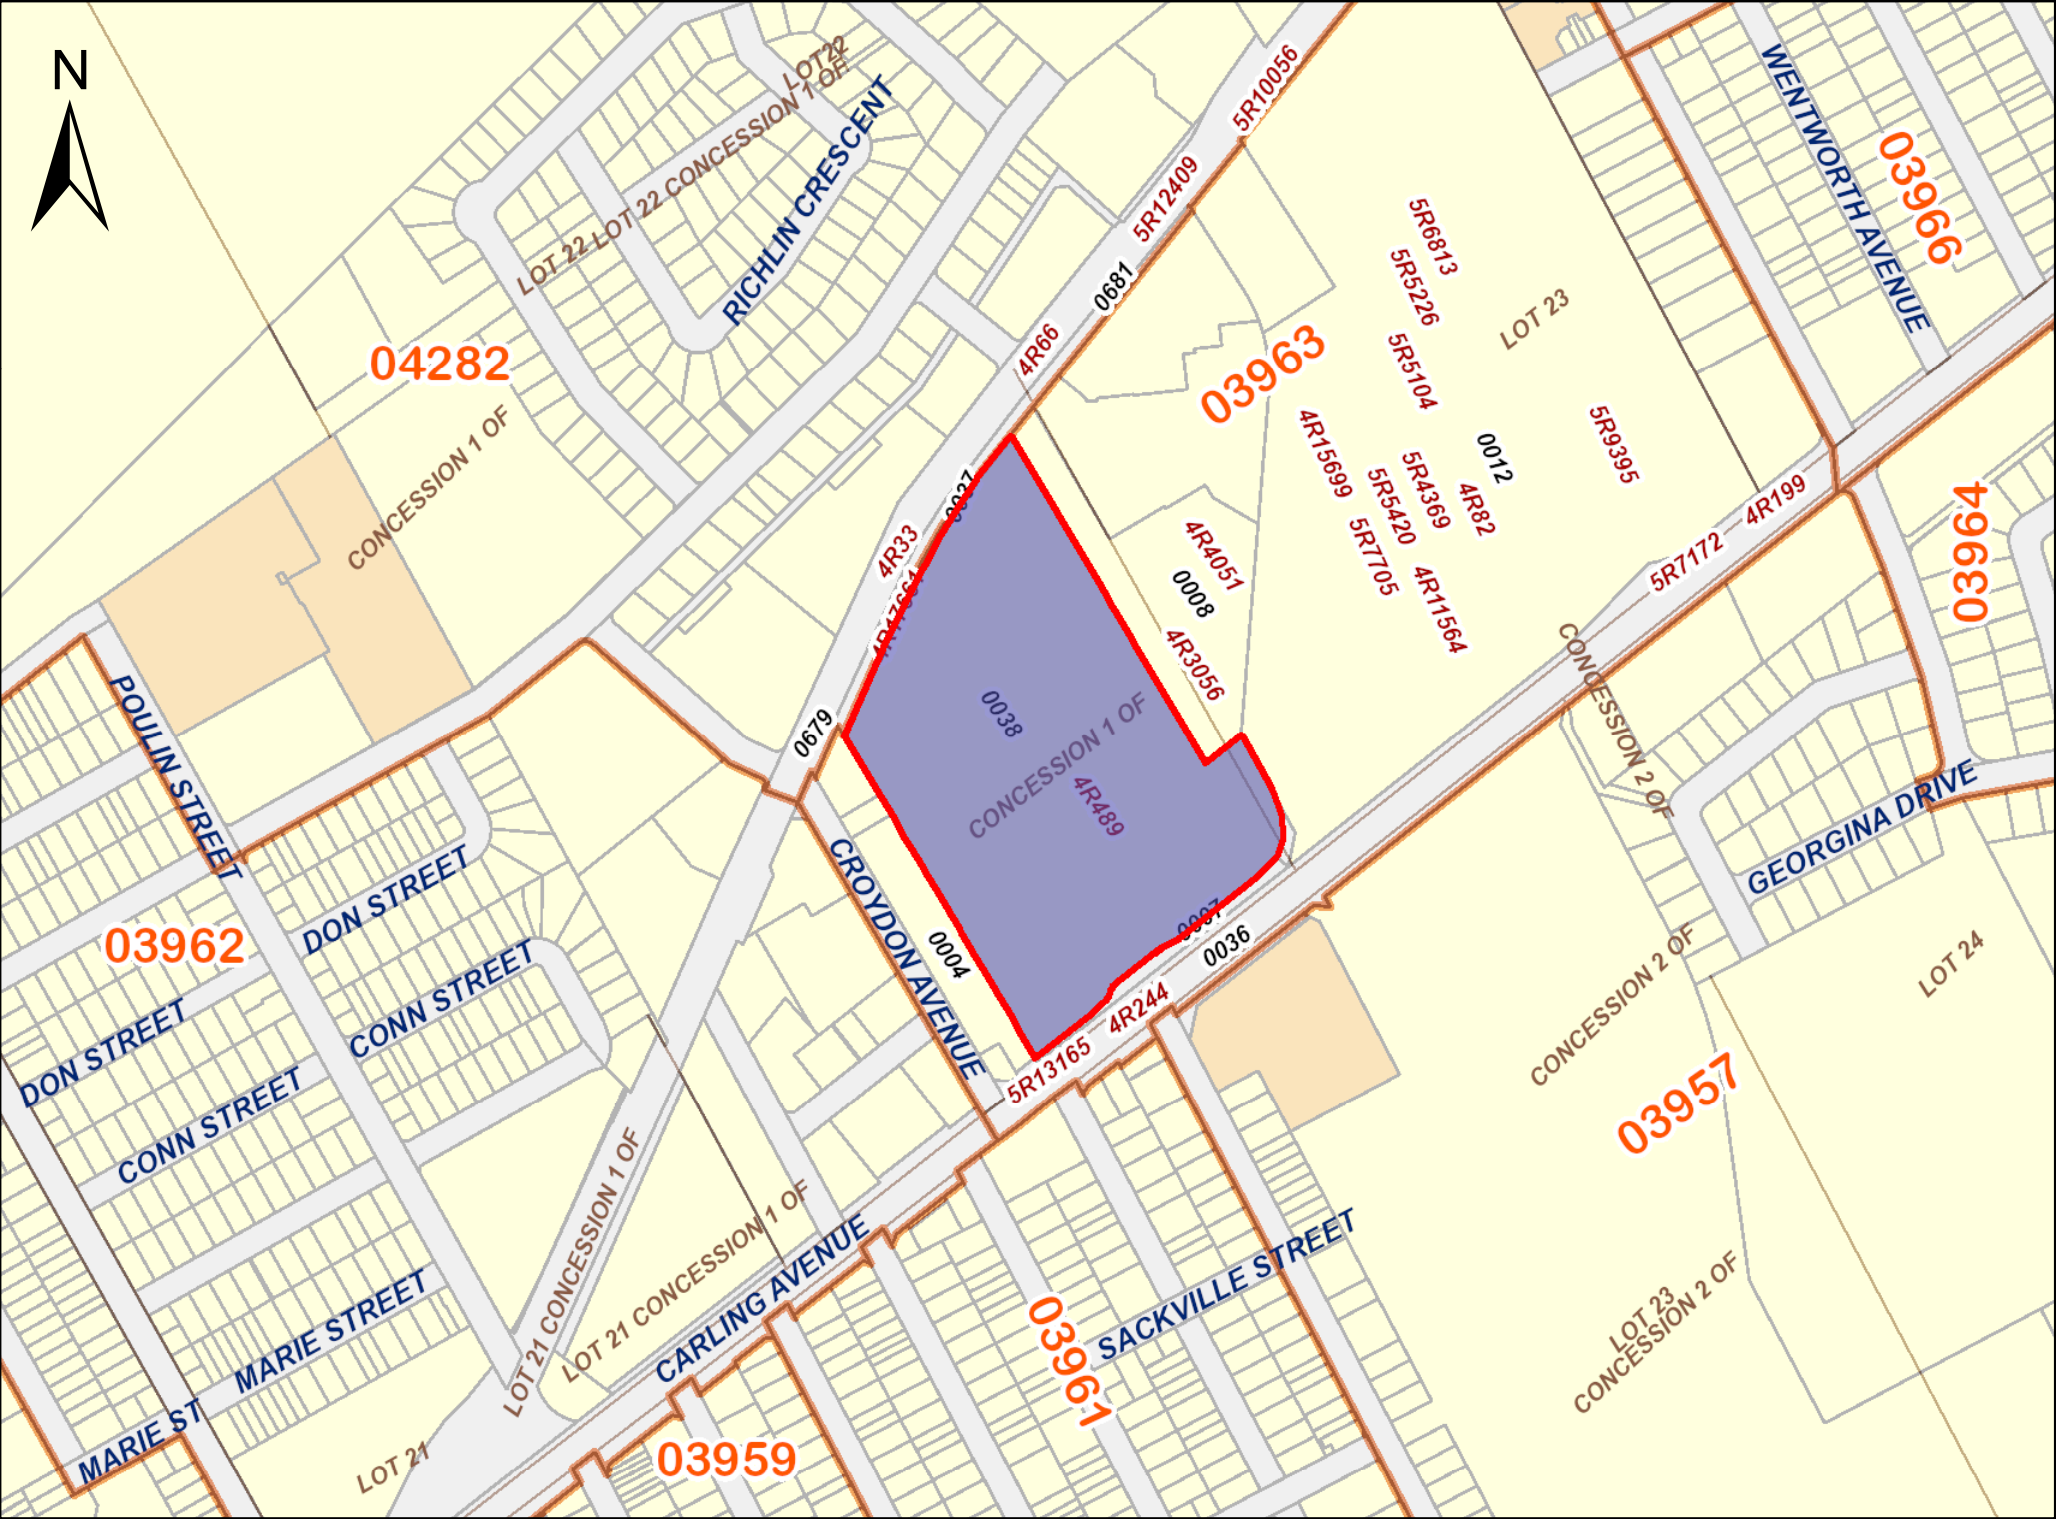 N
LOT 22
LOT 22 LOT 22 CONCESSION 1 OF
RICHLIN CRESCENT
5R10056
WENTWORTH AVENUE
03966
5R12409
0681
5R6813
5R5226
LOT 23
04282
4R66
03963
5R5104
CONCESSION 1 OF
4R15699
5R5420
5R4369
4R82
0012
5R9395
5R7705
4R11564
4R199
5R7172
03964
4R33
4R17661
4R4051
0008
4R3056
0038
CONCESSION 1 OF
4R489
0679
POULIN STREET
CONCESSION 2 OF
GEORGINA DRIVE
DON STREET
CROYDON AVENUE
0004
0036
03962
CONN STREET
4R244
5R13165
CONCESSION 2 OF
LOT 24
DON STREET
CONN STREET
03957
LOT 21 CONCESSION 1 OF
LOT 21 CONCESSION 1 OF
CARLING AVENUE
SACKVILLE STREET
03961
MARIE STREET
MARIE ST
LOT 21
03959
LOT 23
CONCESSION 2 OF